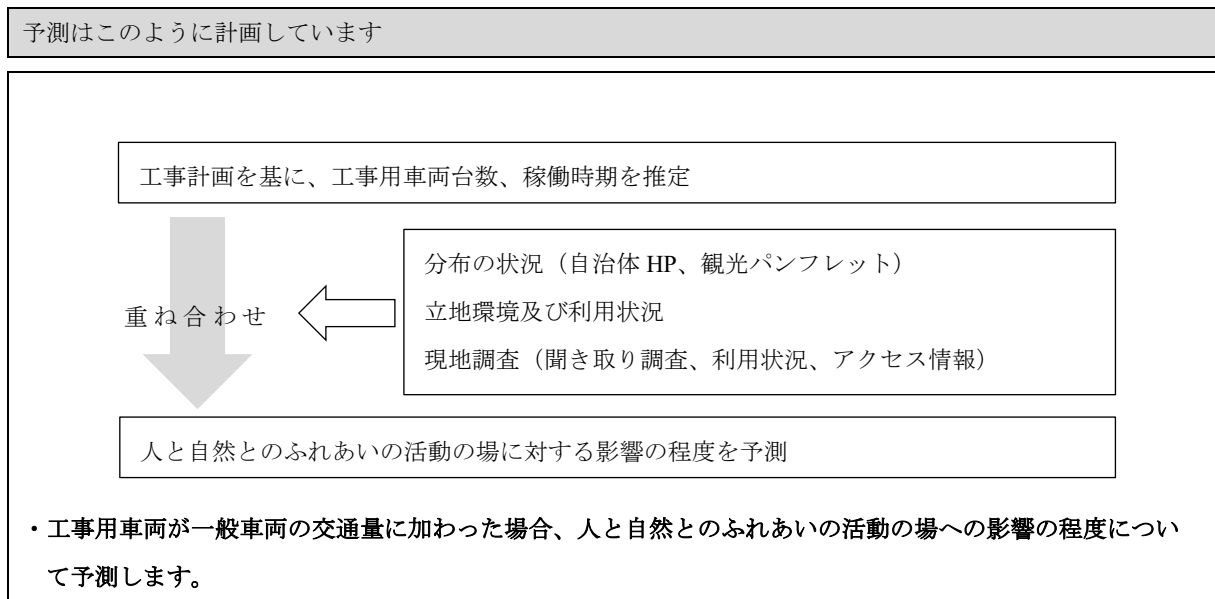 予測はこのように計画しています
工事計画を基に、工事用車両台数、稼働時期を推定
分布の状況（自治体 HP、観光パンフレット）
立地環境及び利用状況
現地調査（聞き取り調査、利用状況、アクセス情報）
重ね合わせ
人と自然とのふれあいの活動の場に対する影響の程度を予測
・工事用車両が一般車両の交通量に加わった場合、人と自然とのふれあいの活動の場への影響の程度につい
て予測します。